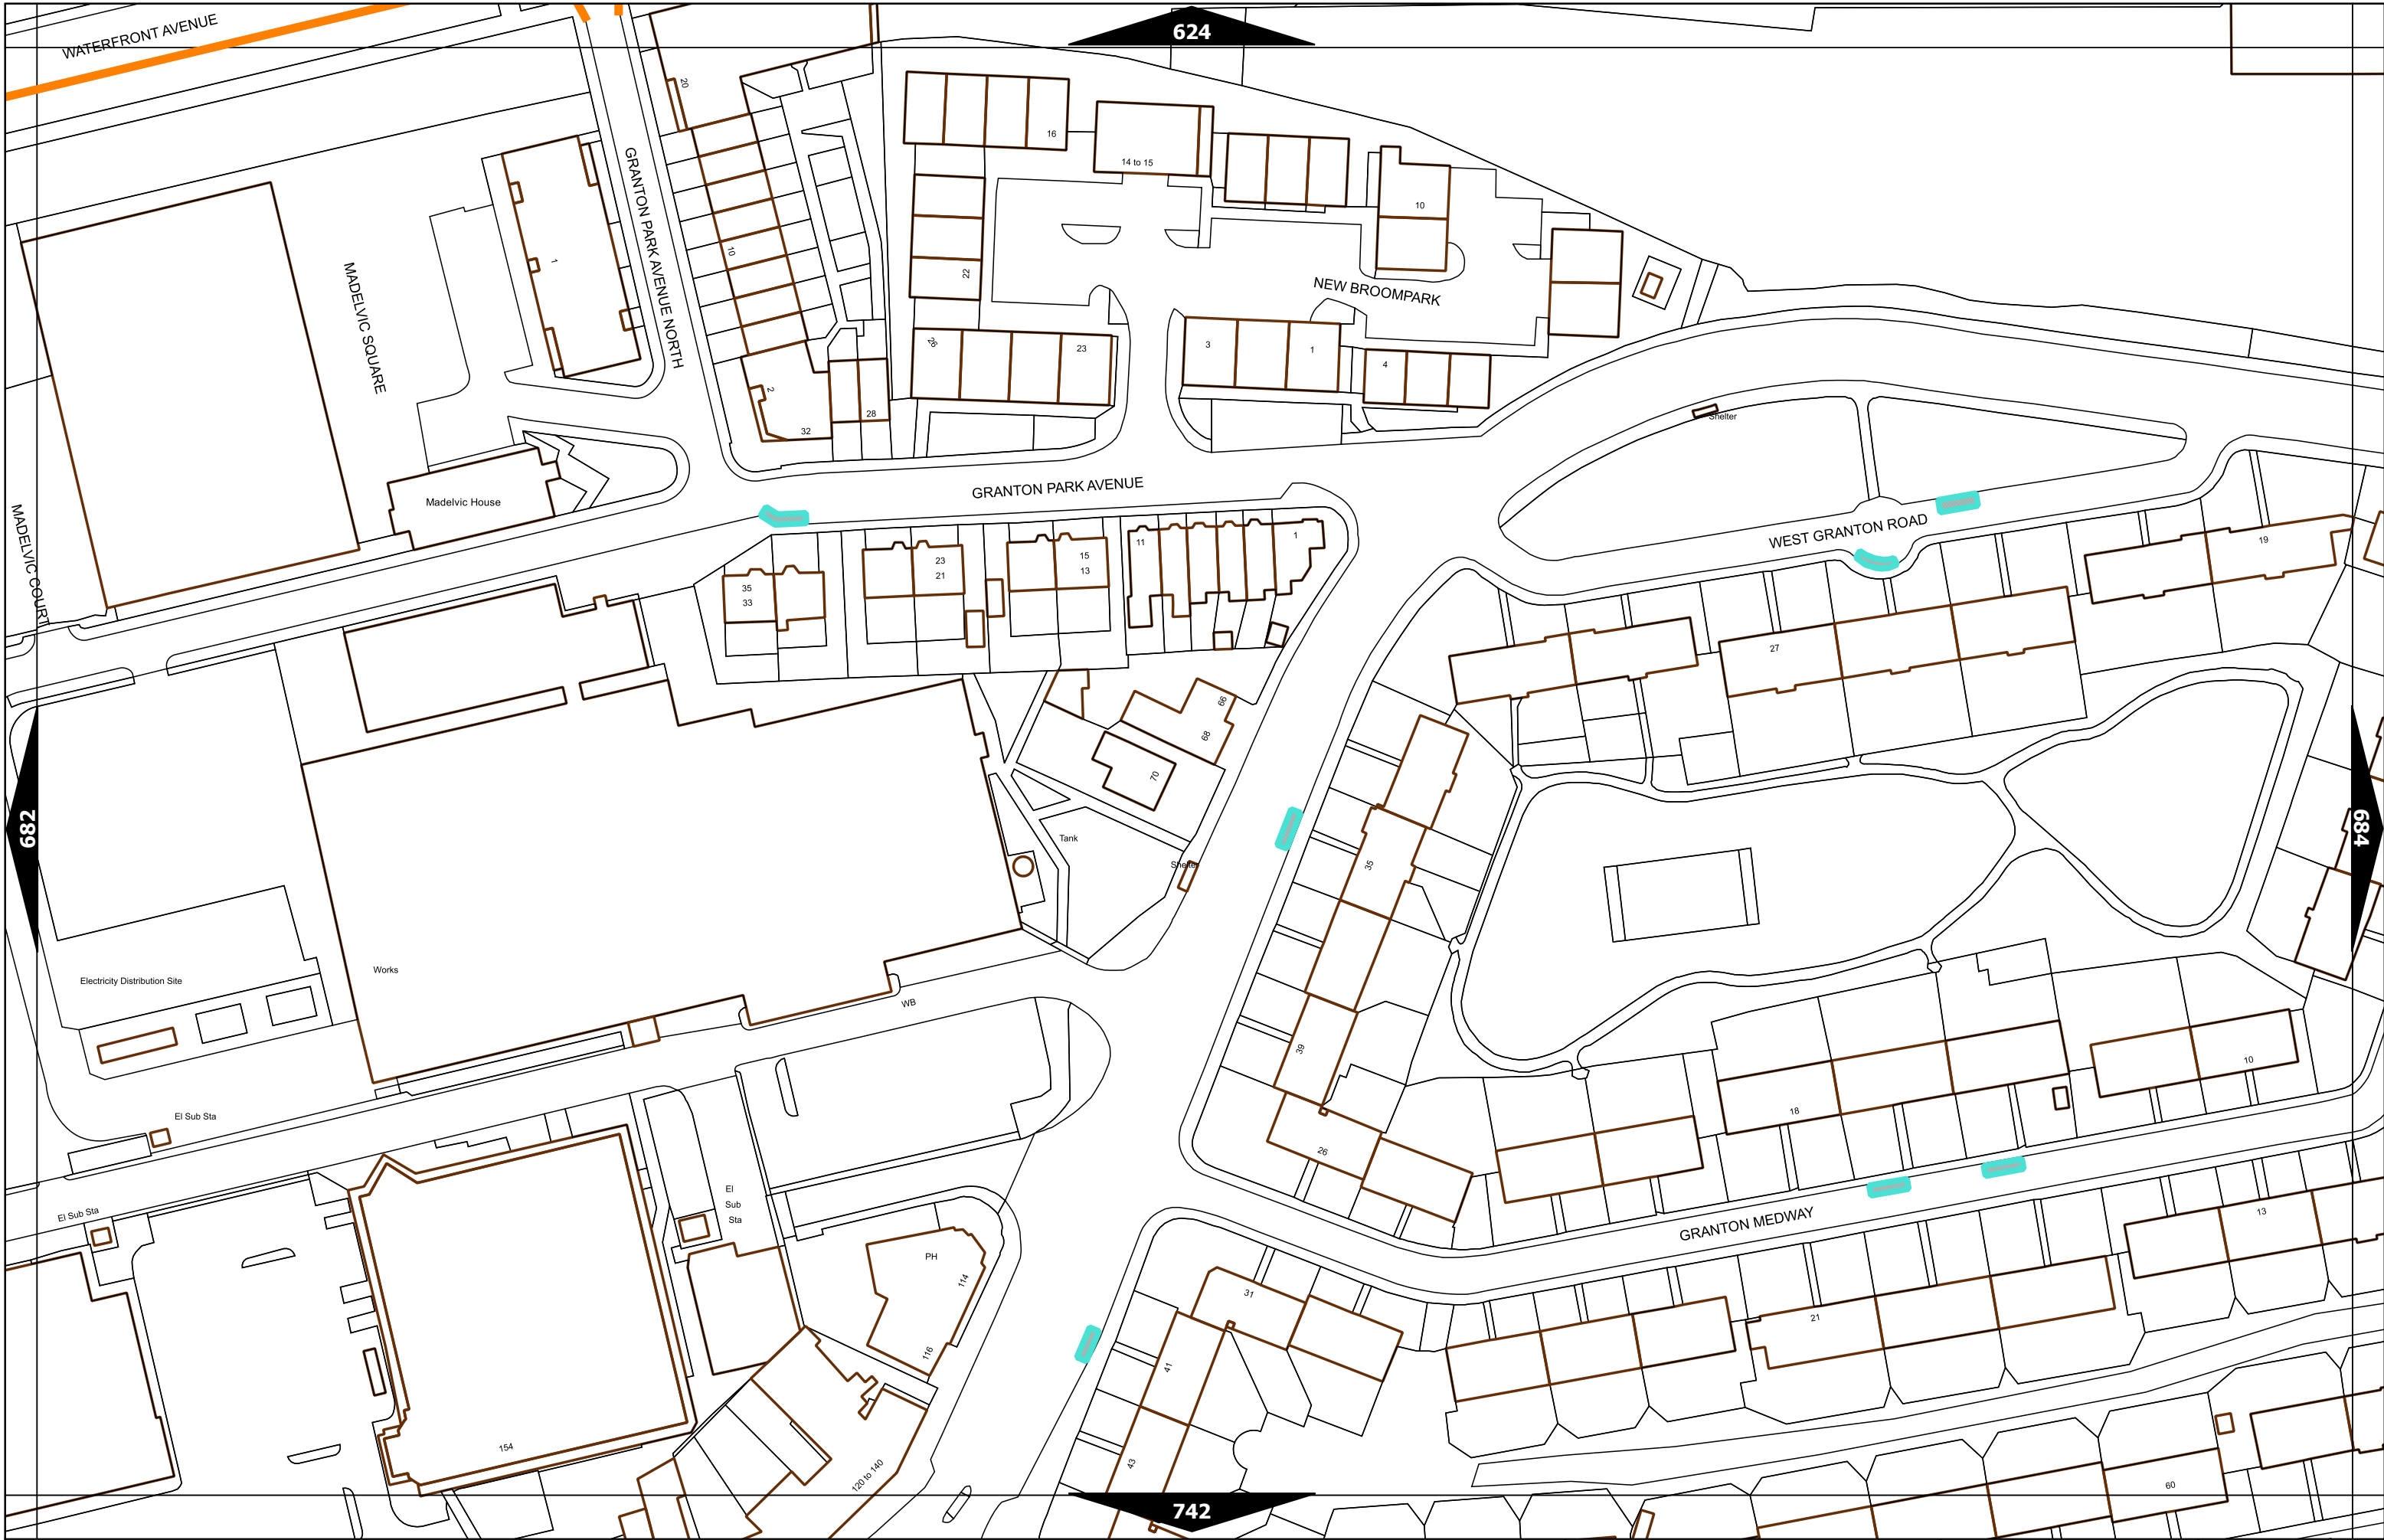 624
WATERFRONT AVENUE
20
16
14 to 15
GRANTON PARK AVENUE NORTH
10
10
1
22
MADELVIC SQUARE
NEW BROOMPARK
26
23
3
1
4
2
28
32
Shelter
Madelvic House
GRANTON PARK AVENUE
MADELVIC COURT
WEST GRANTON ROAD
11
1
19
23
21
15
13
35
33
27
66
68
70
682
684
Tank
Shelter
35
Works
Electricity Distribution Site
WB
39
El Sub Sta
10
18
26
El
Sub
Sta
El Sub Sta
GRANTON MEDWAY
13
PH
114
31
21
116
41
154
43
120 to 140
60
742